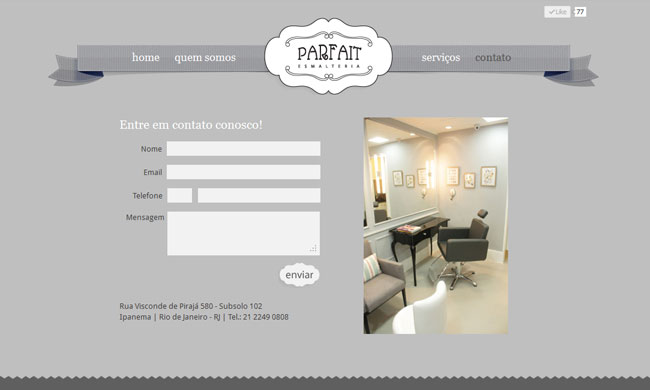 Like 77
home quem somos PARFAIT ESMALTERIA serviços contato
Entre em contato conosco!
Nome
Email
Telefone
Mensagem
enviar
Rua Visconde de Pirajá 580 - Subsolo 102
Ipanema | Rio de Janeiro - RJ | Tel.: 21 2249 0808